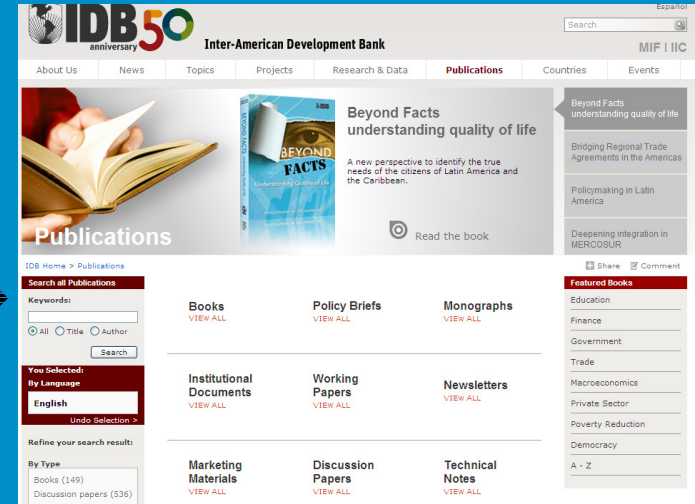 Español
IDB 50
anniversary
Inter-American Development Bank
Search
MIF | IIC
About Us
News
Topics
Projects
Research & Data
Publications
Countries
Events
IDB
BEYOND FACTS
BEYOND
FACTS
Understanding Quality of Life
Beyond Facts
understanding quality of life
A new perspective to identify the true
needs of the citizens of Latin America and
the Caribbean.
Read the book
Publications
Beyond Facts
understanding quality of life
Bridging Regional Trade
Agreements in the Americas
Policymaking in Latin
America
Deepening integration in
MERCOSUR
IDB Home > Publications
Share
Comment
Search all Publications
Keywords:
All
Title
Author
Search
You Selected:
By Language
English
Undo Selection >
Refine your search result:
By Type
Books (149)
Discussion papers (536)
Books
VIEW ALL
Policy Briefs
VIEW ALL
Monographs
VIEW ALL
Institutional
Documents
VIEW ALL
Working
Papers
VIEW ALL
Newsletters
VIEW ALL
Marketing
Materials
VIEW ALL
Discussion
Papers
VIEW ALL
Technical
Notes
VIEW ALL
Featured Books
Education
Finance
Government
Trade
Macroeconomics
Private Sector
Poverty Reduction
Democracy
A - Z